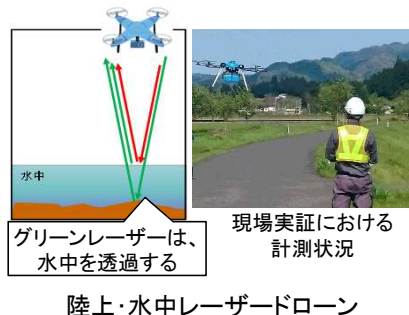 水中
グリーンレーザーは、
水中を透過する
現場実証における
計測状況
陸上・水中レーザードローン